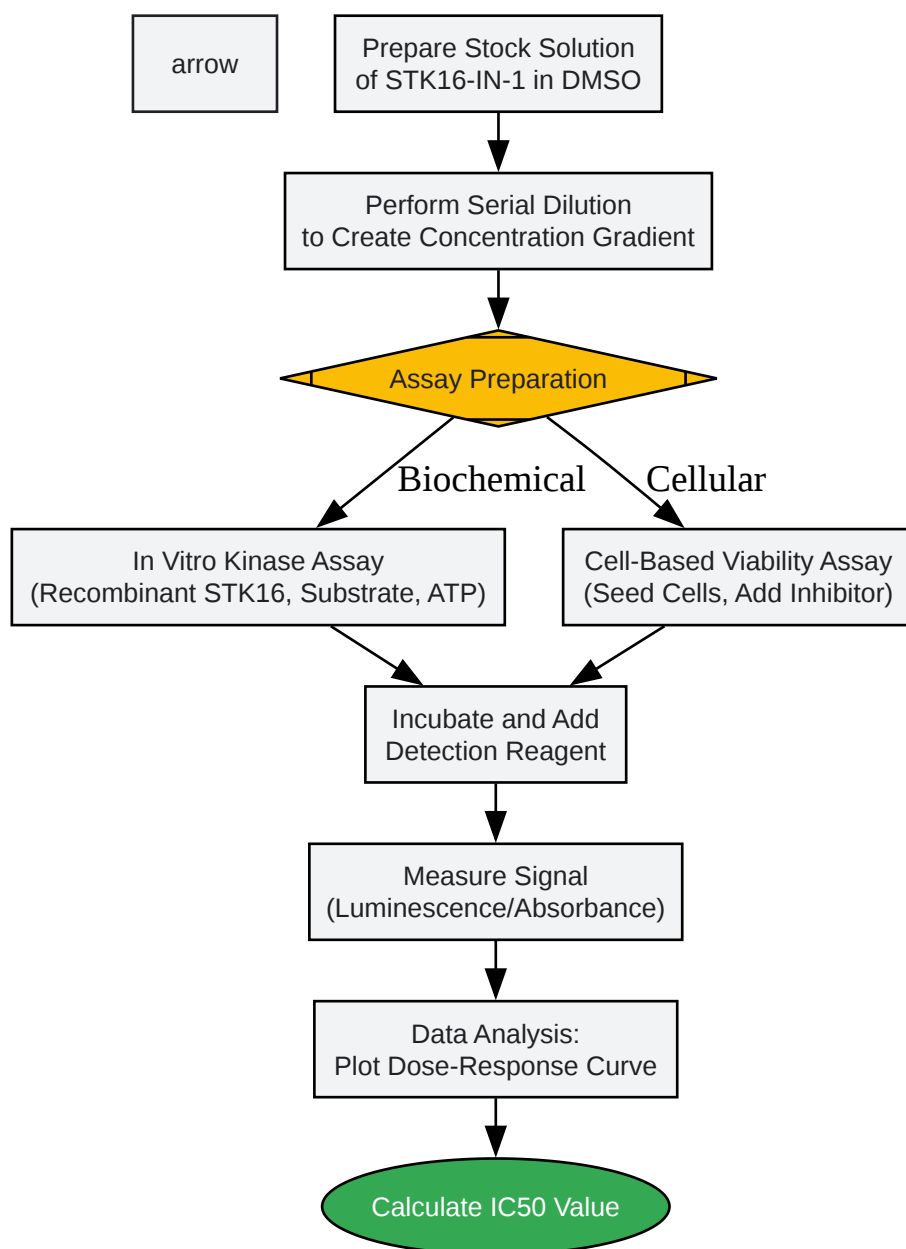 arrow
Prepare Stock Solution
of STK16-IN-1 in DMSO
Perform Serial Dilution
to Create Concentration Gradient
Assay Preparation
Biochemical
Cellular
In Vitro Kinase Assay
(Recombinant STK16, Substrate, ATP)
Cell-Based Viability Assay
(Seed Cells, Add Inhibitor)
Incubate and Add
Detection Reagent
Measure Signal
(Luminescence/Absorbance)
Data Analysis:
Plot Dose-Response Curve
Calculate IC50 Value